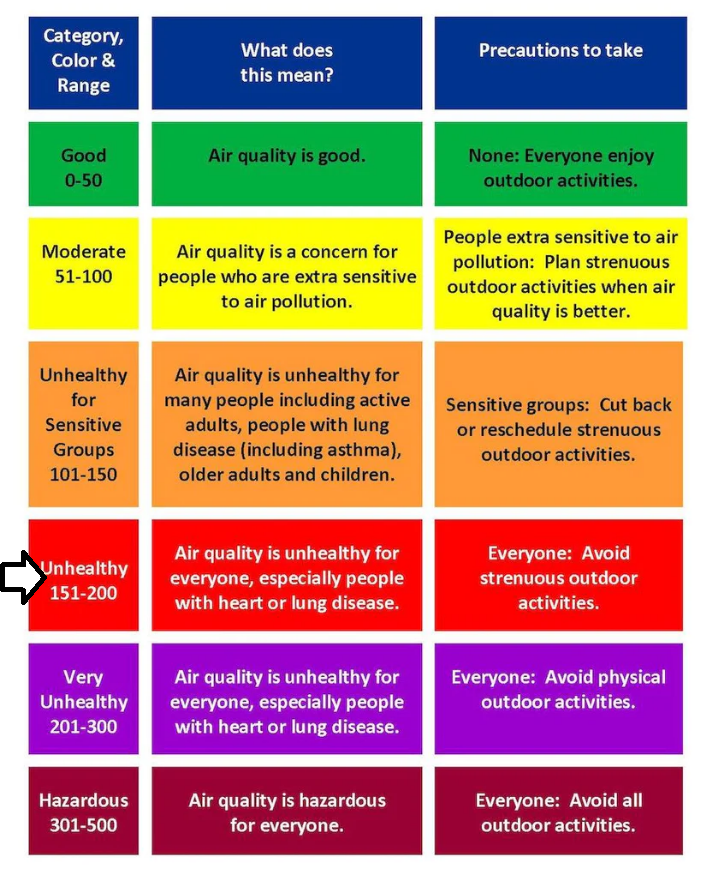 Category,
Color &
Range
What does
this mean?
Precautions to take
Good
0-50
Air quality is good.
None: Everyone enjoy
outdoor activities.
Moderate
51-100
Air quality is a concern for
people who are extra sensitive
to air pollution.
People extra sensitive to air
pollution: Plan strenuous
outdoor activities when air
quality is better.
Unhealthy
for
Sensitive
Groups
101-150
Air quality is unhealthy for
many people including active
adults, people with lung
disease (including asthma),
older adults and children.
Sensitive groups: Cut back
or reschedule strenuous
outdoor activities.
Unhealthy
151-200
Air quality is unhealthy for
everyone, especially people
with heart or lung disease.
Everyone: Avoid
strenuous outdoor
activities.
Very
Unhealthy
201-300
Air quality is unhealthy for
everyone, especially people
with heart or lung disease.
Everyone: Avoid physical
outdoor activities.
Hazardous
301-500
Air quality is hazardous
for everyone.
Everyone: Avoid all
outdoor activities.